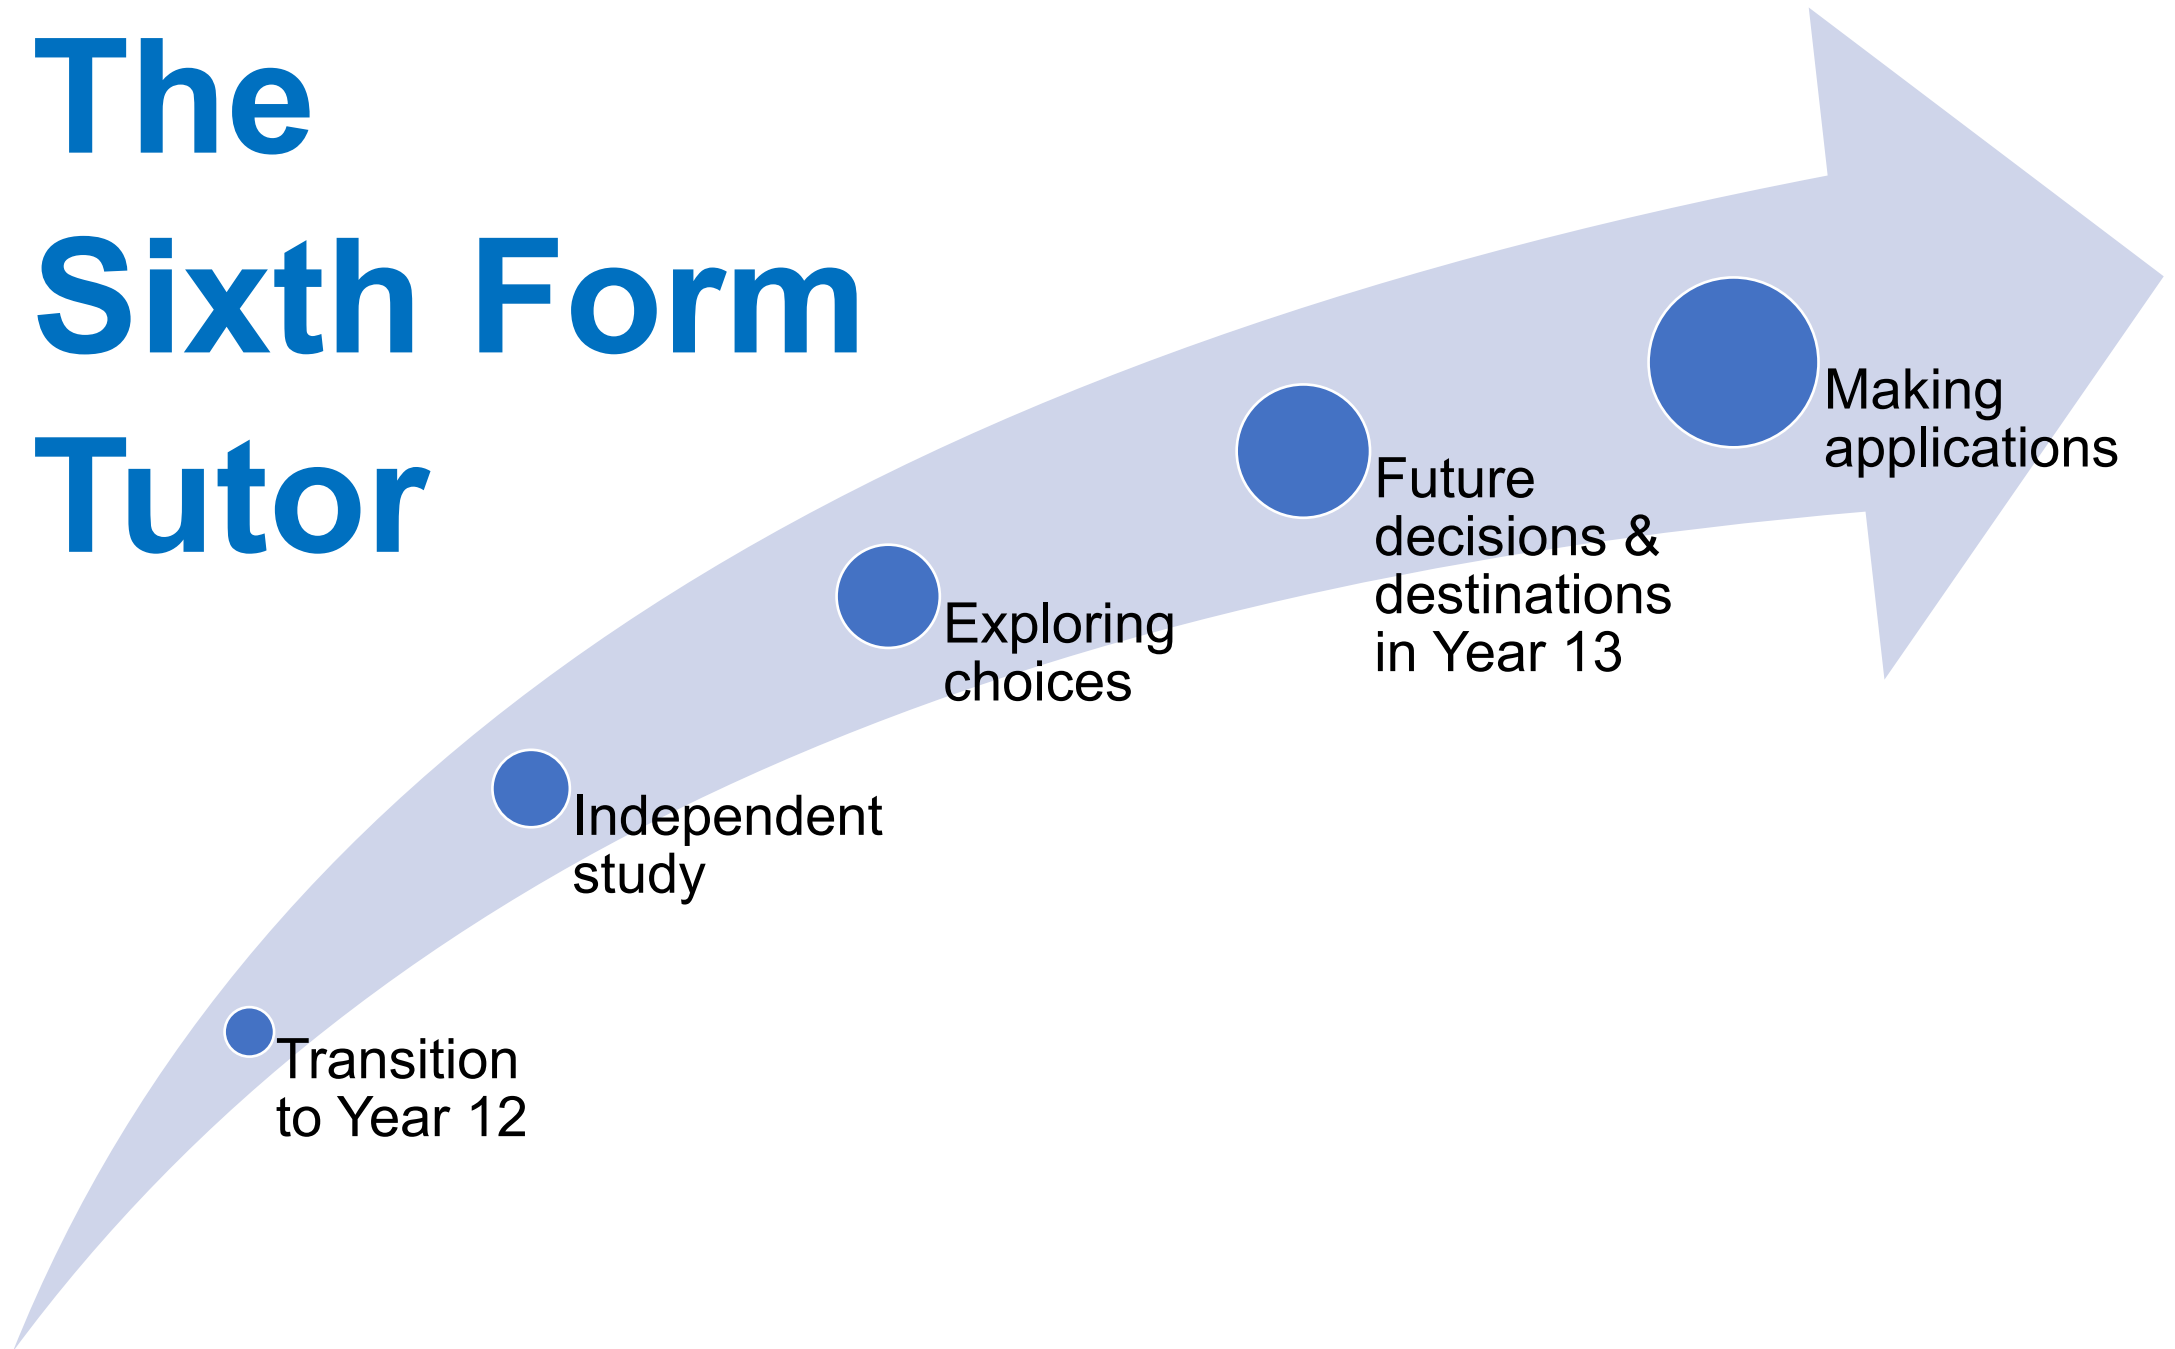 The
Sixth Form
Tutor
Transition
to Year 12
Independent
study
Exploring
choices
Future
decisions &
destinations
in Year 13
Making
applications